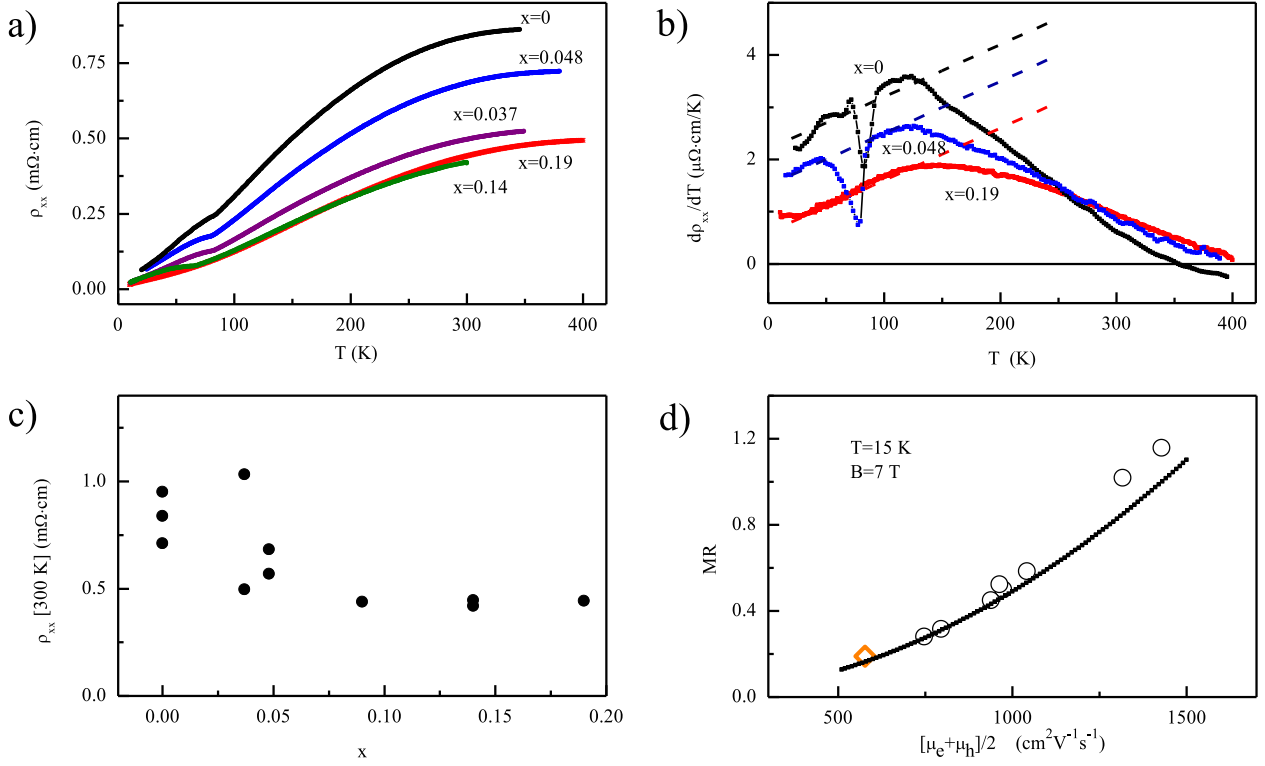 a)
ρxx (mΩ·cm)
0.75
0.50
0.25
0.00
x=0
x=0.048
x=0.037
x=0.19
x=0.14
0 100 200 300 400
T (K)
b)
dρxx/dT (μΩ·cm/K)
4
2
0
x=0
x=0.048
x=0.19
0 100 200 300 400
T (K)
c)
ρxx [300 K] (mΩ·cm)
1.0
0.5
0.0
0.00 0.05 0.10 0.15 0.20
x
d)
MR
1.2
0.8
0.4
0.0
T=15 K
B=7 T
500 1000 1500
[μe+μh]/2 (cm²V⁻¹s⁻¹)